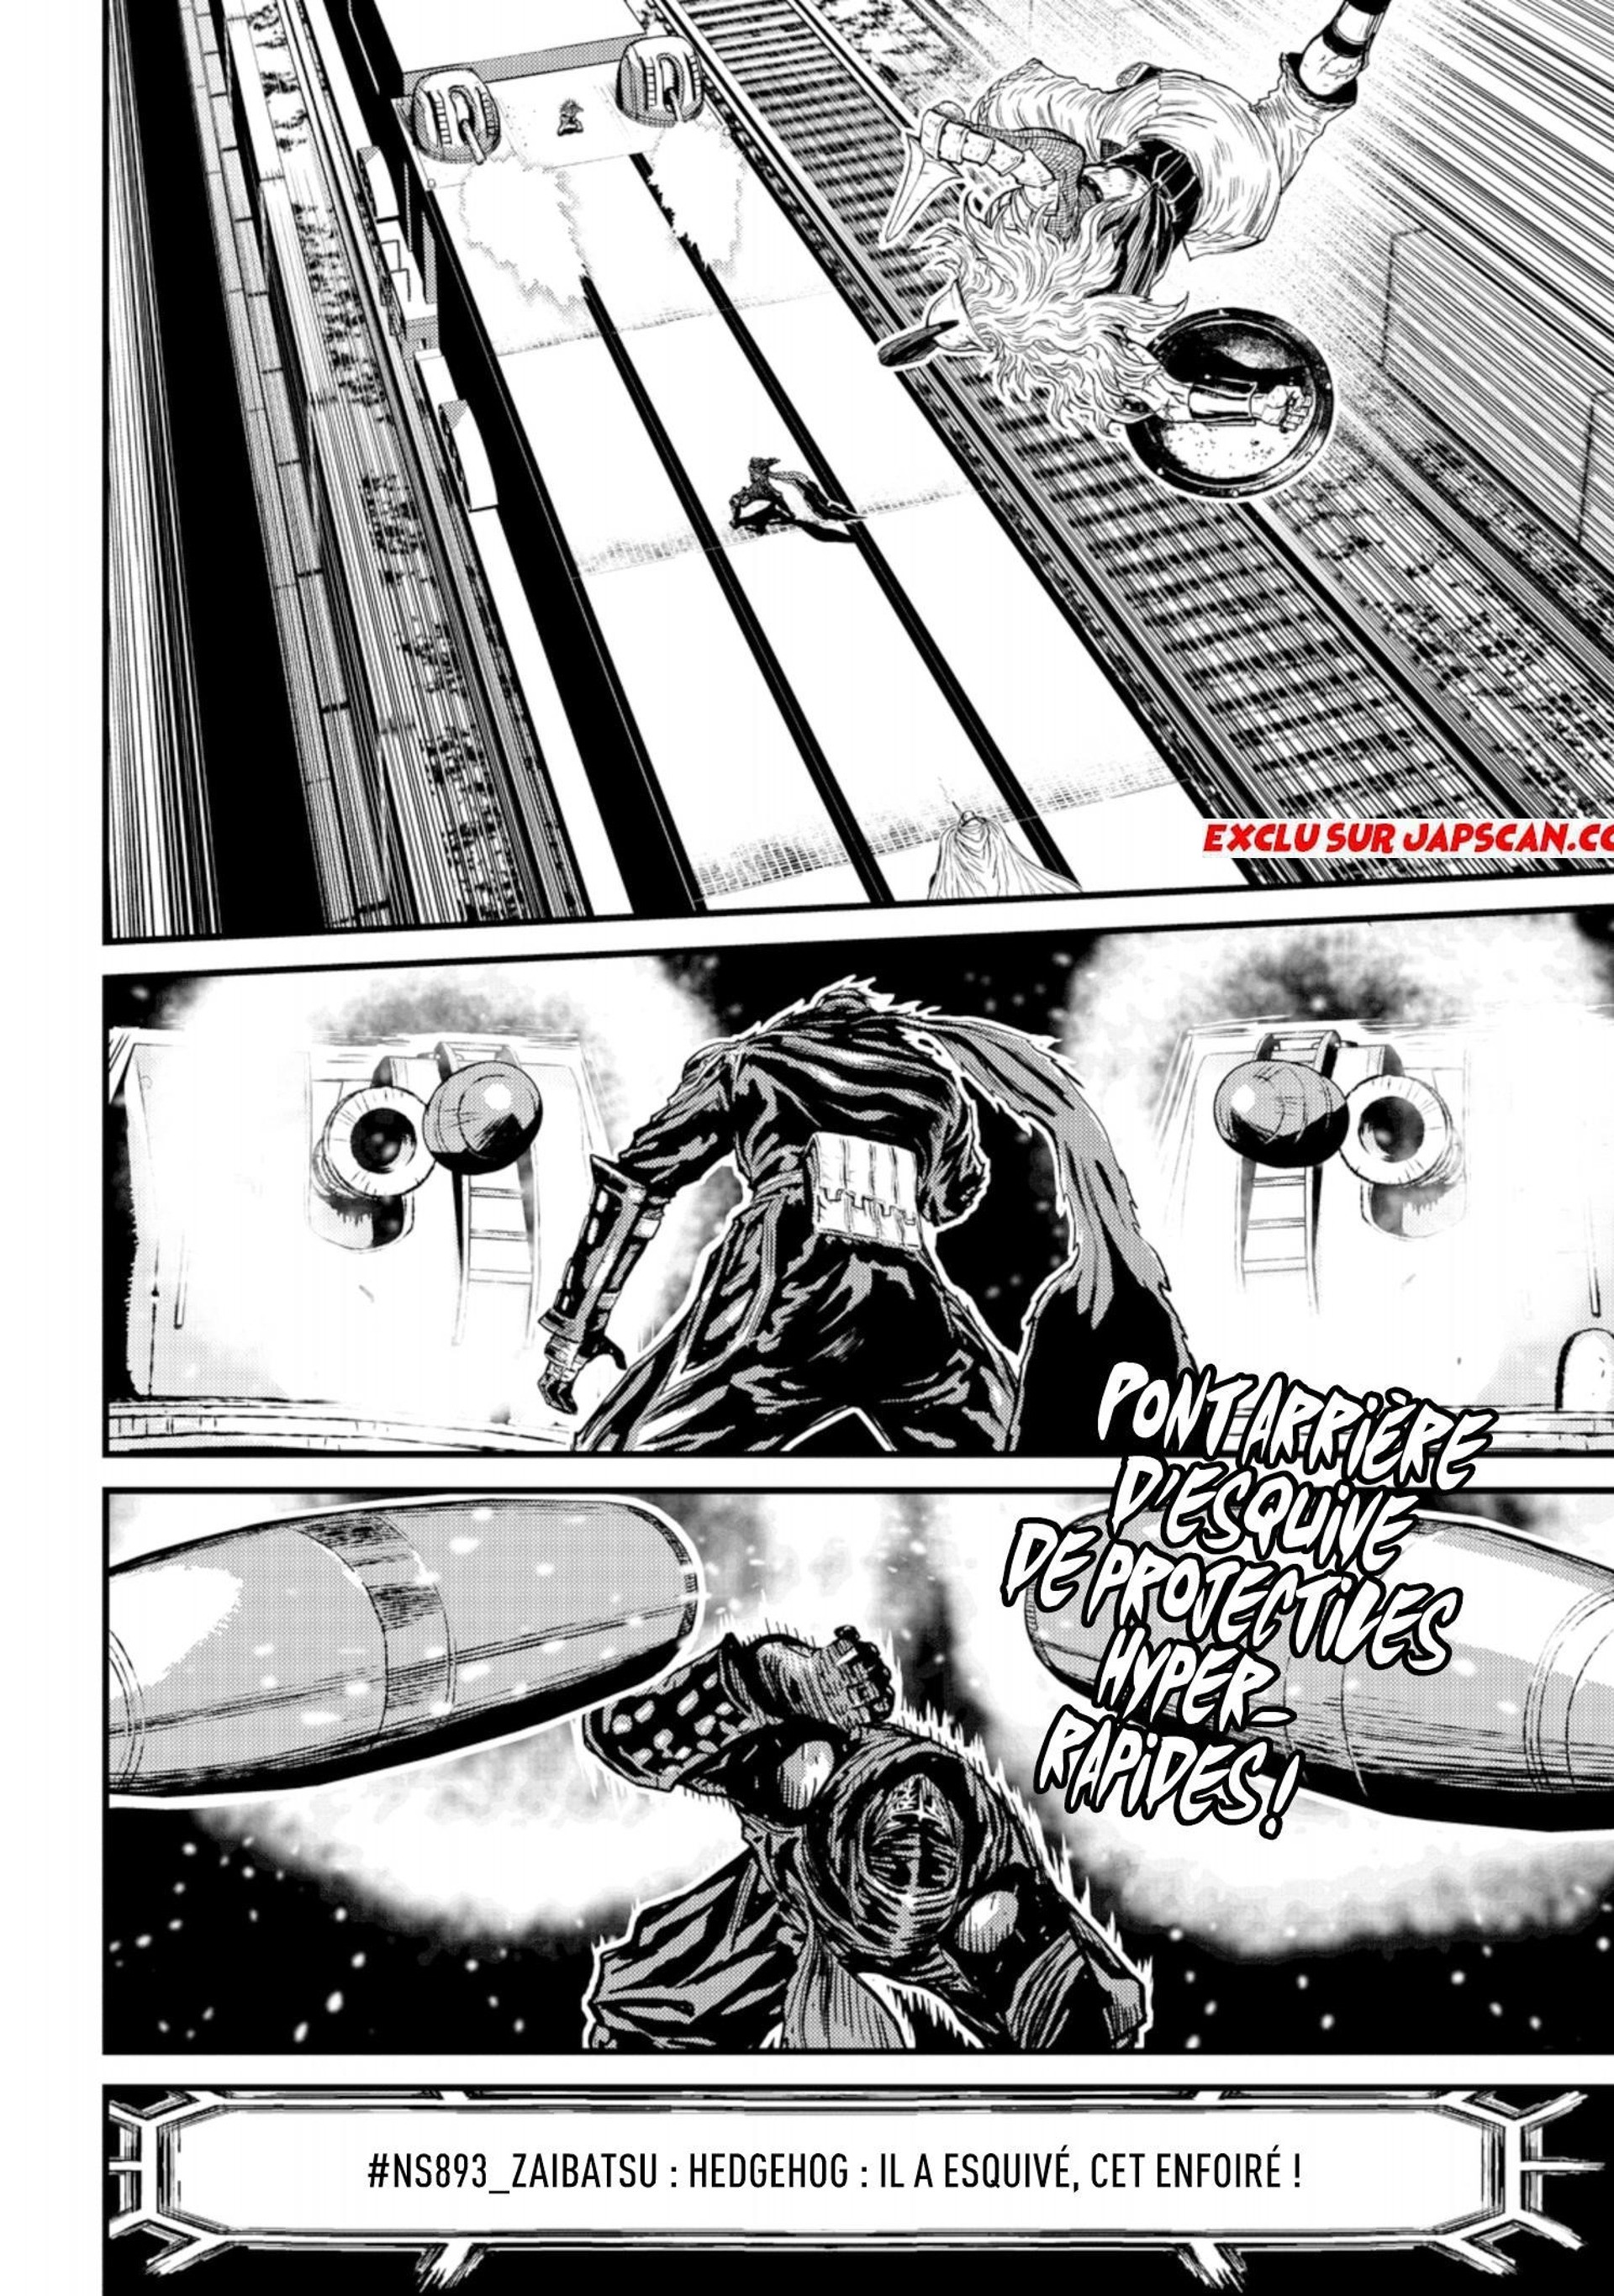 EXCLU SUR JAPSCAN.CO
PONT ARRIÈRE
D'ESQUIVE
DE PROJECTILES
HYPER-
RAPIDES !
#NS893_ZAIBATSU : HEDGEHOG : IL A ESQUIVÉ, CET ENFOIRÉ !